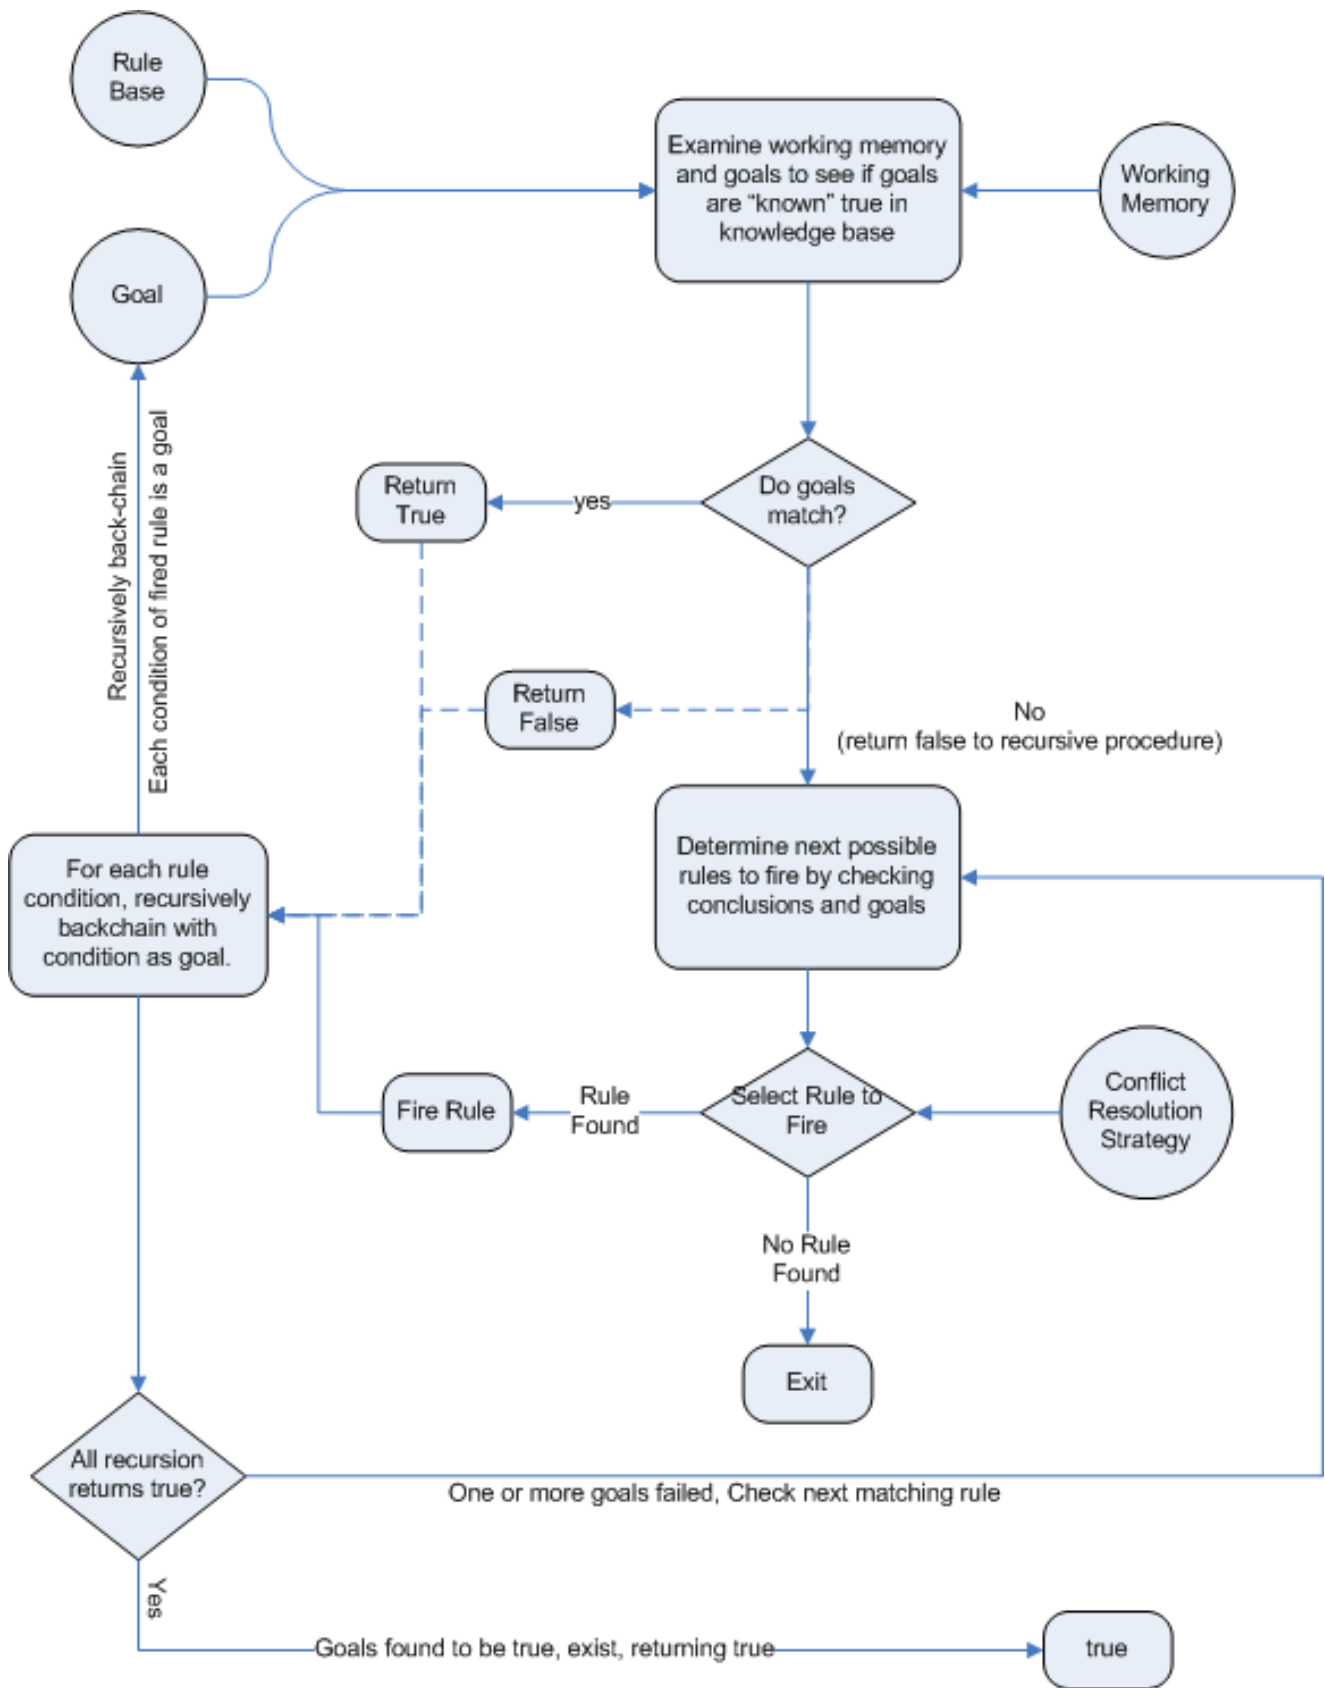 Rule
Base
Examine working memory
and goals to see if goals
are “known” true in
knowledge base
Working
Memory
Goal
Recursively back-chain
Each condition of fired rule is a goal
Return
True
yes
Do goals
match?
Return
False
No
(return false to recursive procedure)
For each rule
condition, recursively
backchain with
condition as goal.
Determine next possible
rules to fire by checking
conclusions and goals
Fire Rule
Rule
Found
Select Rule to
Fire
Conflict
Resolution
Strategy
No Rule
Found
Exit
All recursion
returns true?
One or more goals failed, Check next matching rule
Yes
Goals found to be true, exist, returning true
true